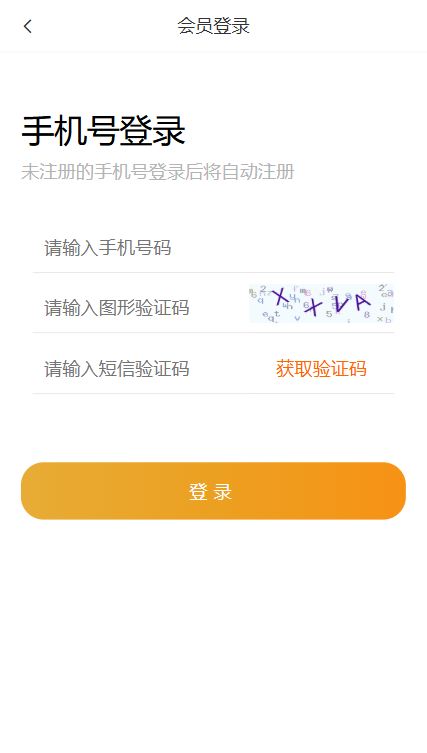 会员登录
手机号登录
未注册的手机号登录后将自动注册
请输入手机号码
请输入图形验证码
请输入短信验证码 获取验证码
登 录